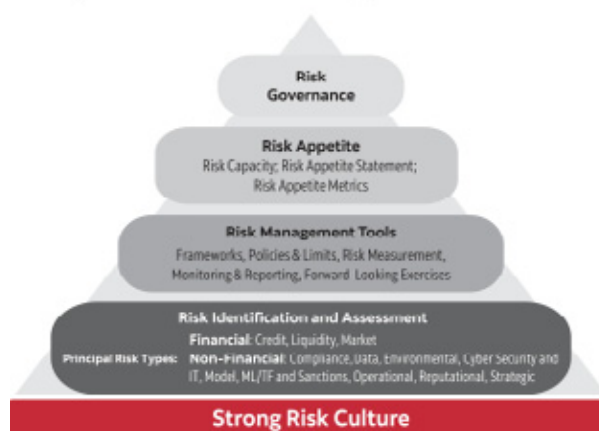 Risk
Governance
Risk Appetite
Risk Capacity; Risk Appetite Statement;
Risk Appetite Metrics
Risk Management Tools
Frameworks, Policies & Limits, Risk Measurement,
Monitoring & Reporting, Forward Looking Exercises
Risk Identification and Assessment
Financial: Credit, Liquidity, Market
Principal Risk Types: Non-Financial: Compliance, Data, Environmental, Cyber Security and
IT, Model, ML/TF and Sanctions, Operational, Reputational, Strategic
Strong Risk Culture